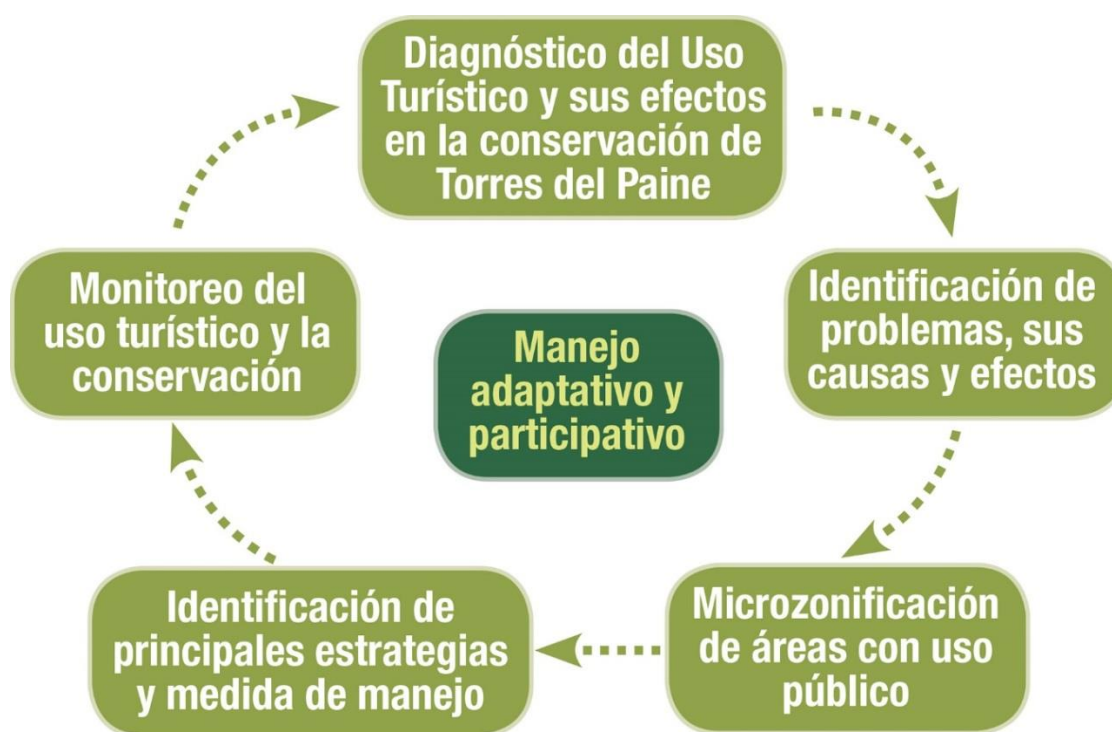 Diagnóstico del Uso
Turístico y sus efectos
en la conservación de
Torres del Paine
Identificación de
problemas, sus
causas y efectos
Microzonificación
de áreas con uso
público
Identificación de
principales estrategias
y medida de manejo
Monitoreo del
uso turístico y la
conservación
Manejo
adaptativo y
participativo